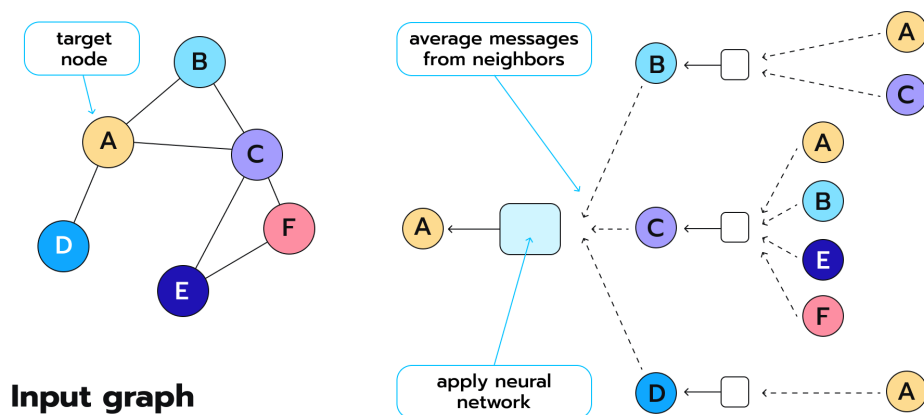 target
node
B
A
C
F
D
E
Input graph
average messages
from neighbors
A
apply neural
network
B
C
D
A
C
A
B
E
F
A